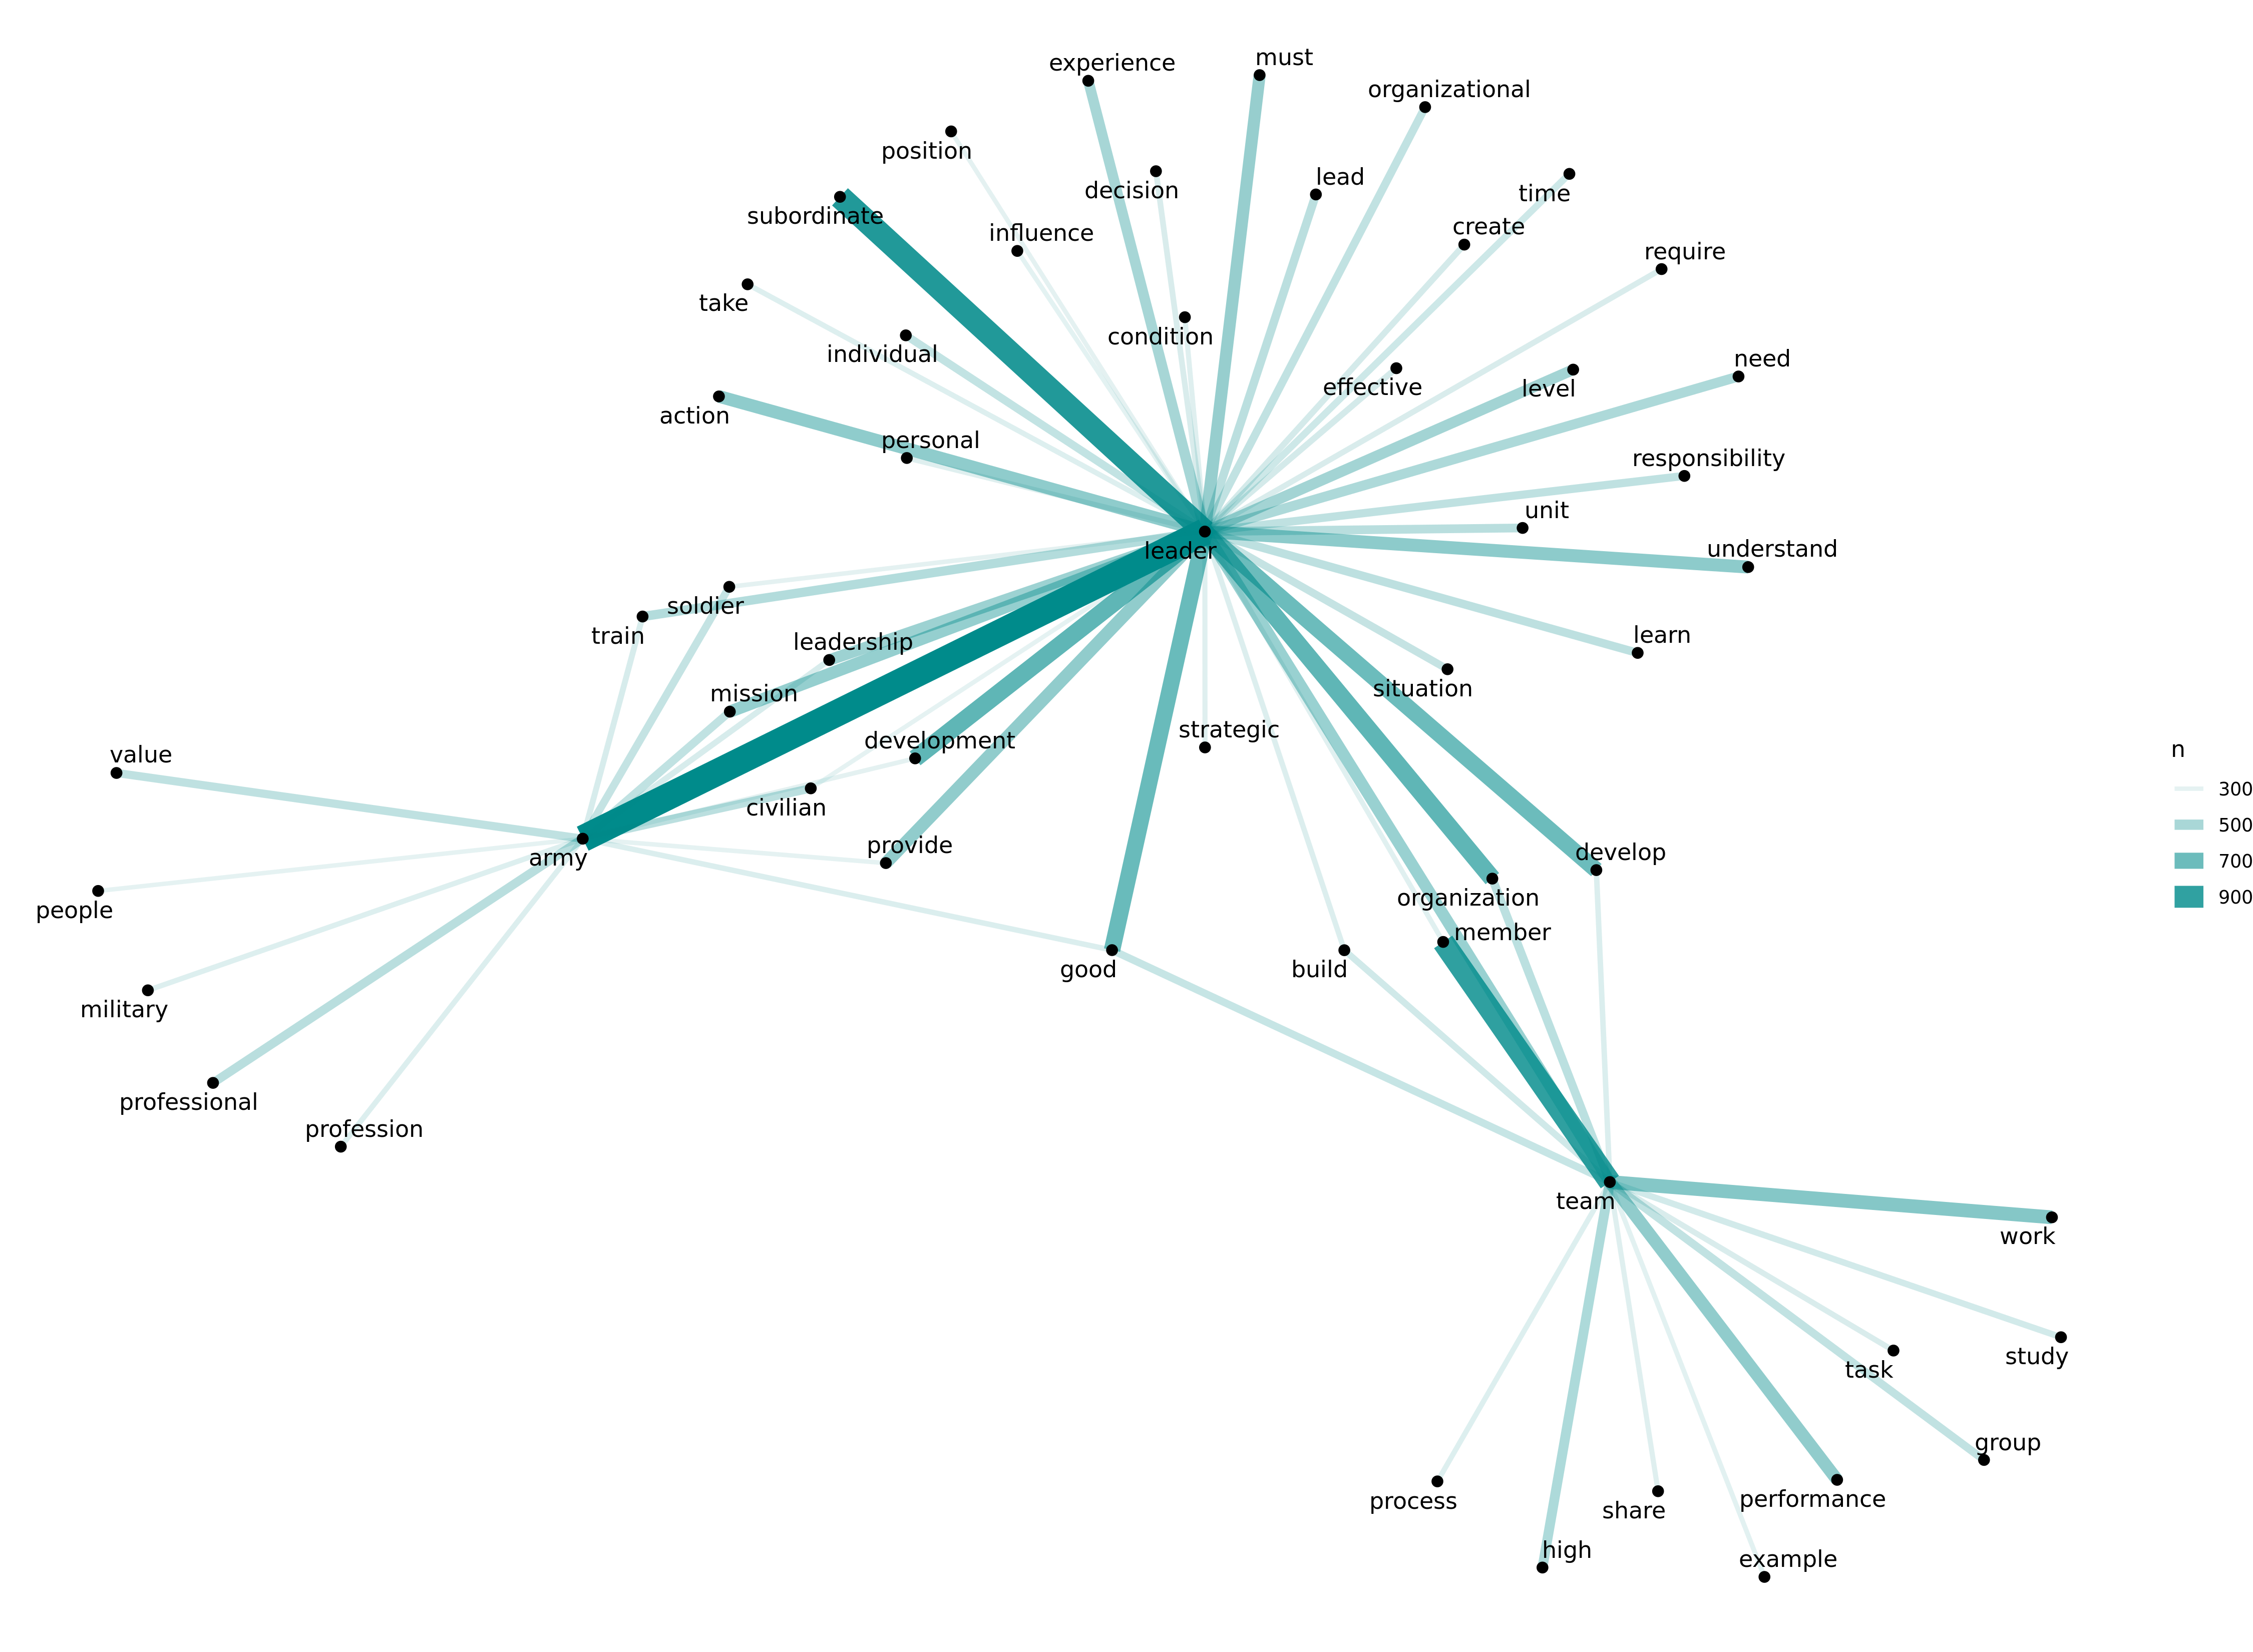 must
experience
organizational
position
lead
decision
time
subordinate
create
influence
require
take
condition
individual
need
effective
level
action
personal
responsibility
unit
leader
understand
soldier
train
learn
leadership
situation
mission
strategic
development
value
n
300
civilian
500
provide
develop
army
700
organization
900
people
member
good
build
military
professional
profession
team
work
study
task
group
process
performance
share
high
example